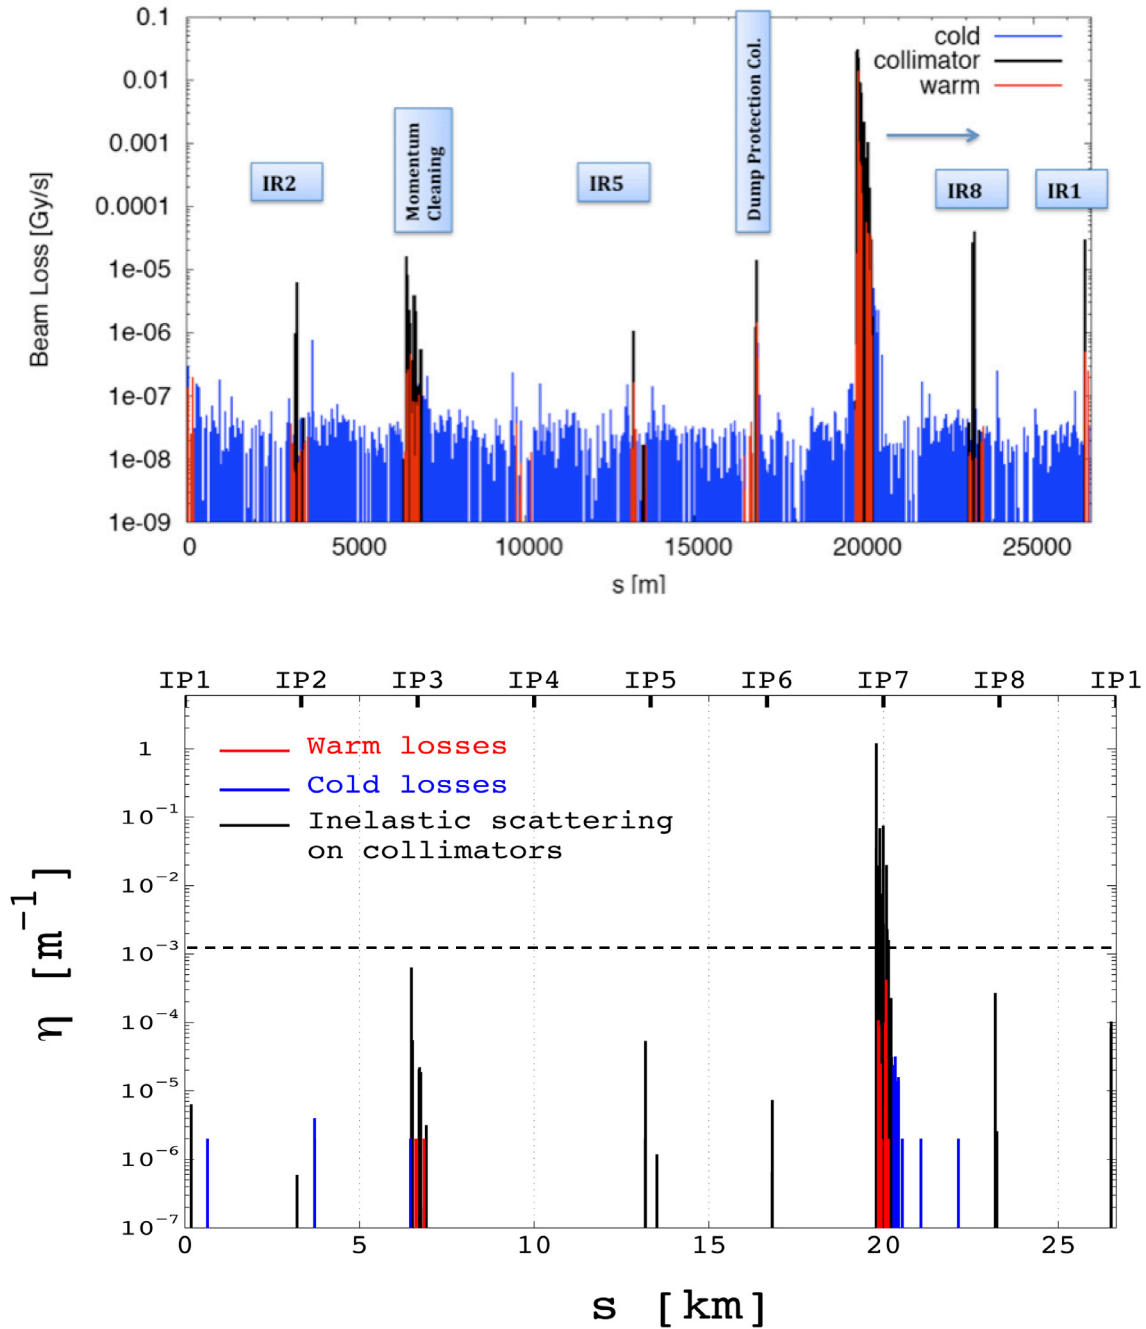 0.1
0.01
0.001
0.0001
1e-05
1e-06
1e-07
1e-08
1e-09
Beam Loss [Gy/s]
IR2
Momentum
Cleaning
IR5
Dump Protection Col.
cold
collimator
warm
IR8
IR1
0 5000 10000 15000 20000 25000
s [m]
IP1 IP2 IP3 IP4 IP5 IP6 IP7 IP8 IP1
Warm losses
Cold losses
Inelastic scattering
on collimators
1
10⁻¹
10⁻²
10⁻³
10⁻⁴
10⁻⁵
10⁻⁶
10⁻⁷
η [m⁻¹]
0 5 10 15 20 25
s [km]